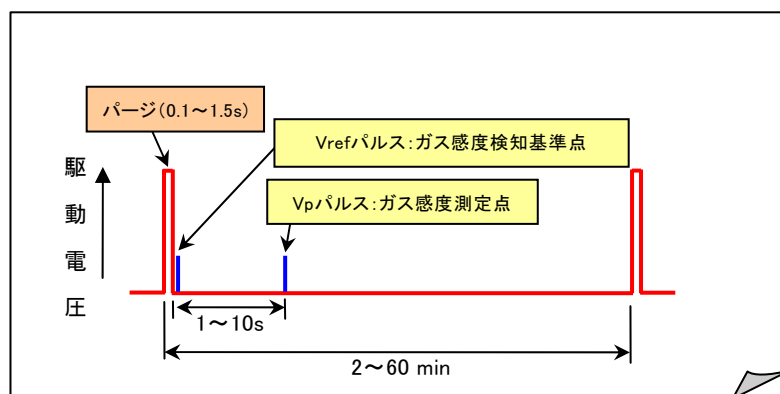 パージ(0.1～1.5s)
Vrefパルス:ガス感度検知基準点
Vpパルス:ガス感度測定点
駆動電圧
1～10s
2～60 min